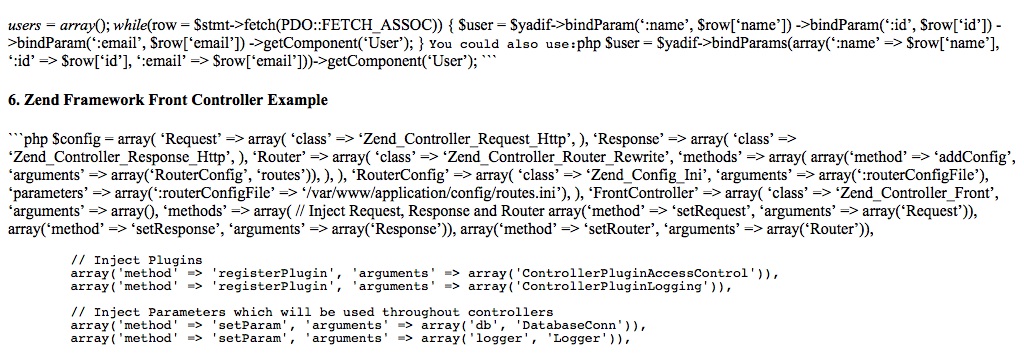 users = array(); while(row = $stmt->fetch(PDO::FETCH_ASSOC)) { $user = $yadif->bindParam(‘:name’, $row[‘name’]) ->bindParam(‘:id’, $row[‘id’]) -
>bindParam(‘:email’, $row[‘email’]) ->getComponent(‘User’); } You could also use:php $user = $yadif->bindParams(array(‘:name’ => $row[‘name’],
‘:id’ => $row[‘id’], ‘:email’ => $row[‘email’]))->getComponent(‘User’); ```
6. Zend Framework Front Controller Example
```php $config = array( ‘Request’ => array( ‘class’ => ‘Zend_Controller_Request_Http’, ), ‘Response’ => array( ‘class’ =>
‘Zend_Controller_Response_Http’, ), ‘Router’ => array( ‘class’ => ‘Zend_Controller_Router_Rewrite’, ‘methods’ => array( array(‘method’ => ‘addConfig’,
‘arguments’ => array(‘RouterConfig’, ‘routes’)), ), ), ‘RouterConfig’ => array( ‘class’ => ‘Zend_Config_Ini’, ‘arguments’ => array(‘:routerConfigFile’),
‘parameters’ => array(‘:routerConfigFile’ => ‘/var/www/application/config/routes.ini’), ), ‘FrontController’ => array( ‘class’ => ‘Zend_Controller_Front’,
‘arguments’ => array(), ‘methods’ => array( // Inject Request, Response and Router array(‘method’ => ‘setRequest’, ‘arguments’ => array(‘Request’)),
array(‘method’ => ‘setResponse’, ‘arguments’ => array(‘Response’)), array(‘method’ => ‘setRouter’, ‘arguments’ => array(‘Router’)),
// Inject Plugins
array('method' => 'registerPlugin', 'arguments' => array('ControllerPluginAccessControl')),
array('method' => 'registerPlugin', 'arguments' => array('ControllerPluginLogging')),
// Inject Parameters which will be used throughout controllers
array('method' => 'setParam', 'arguments' => array('db', 'DatabaseConn')),
array('method' => 'setParam', 'arguments' => array('logger', 'Logger')),